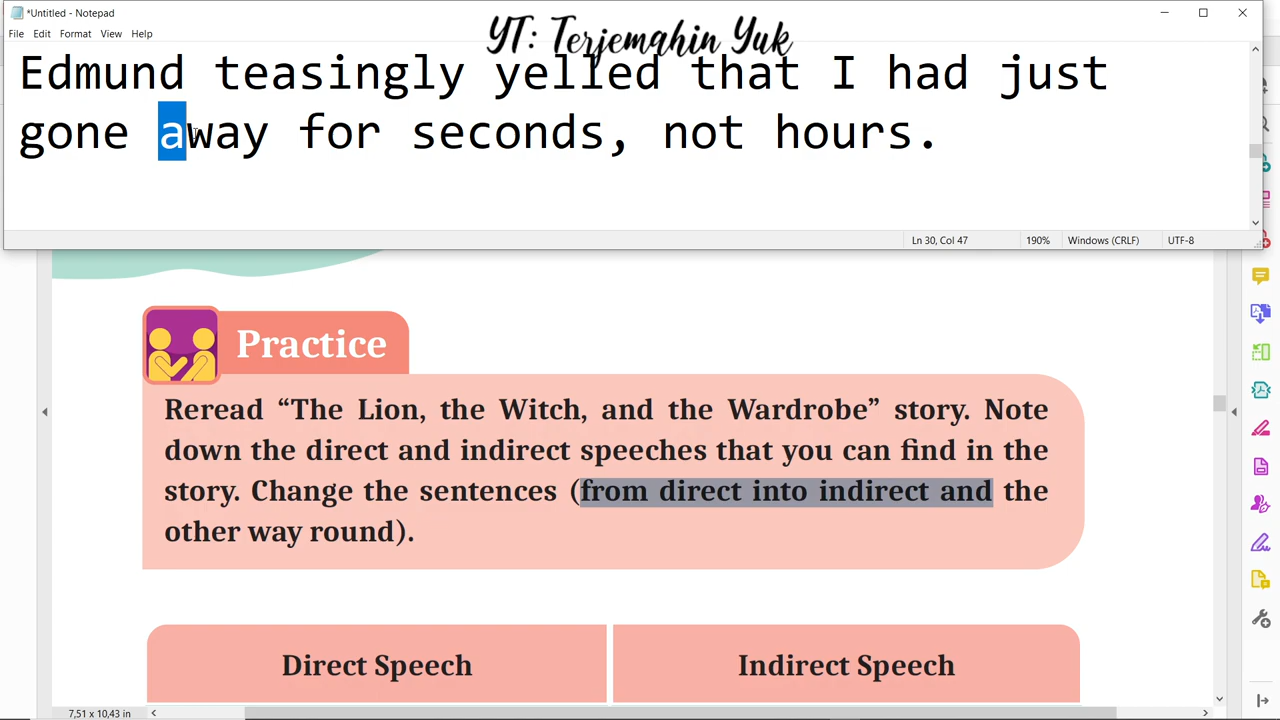 *Untitled - Notepad
YT: Terjemahin Yuk
File Edit Format View Help
Edmund teasingly yelled that I had just
gone away for seconds, not hours.
Ln 30, Col 47 190% Windows (CRLF) UTF-8
Practice
Reread “The Lion, the Witch, and the Wardrobe” story. Note
down the direct and indirect speeches that you can find in the
story. Change the sentences (from direct into indirect and the
other way round).
Direct Speech Indirect Speech
7,51 x 10,43 in